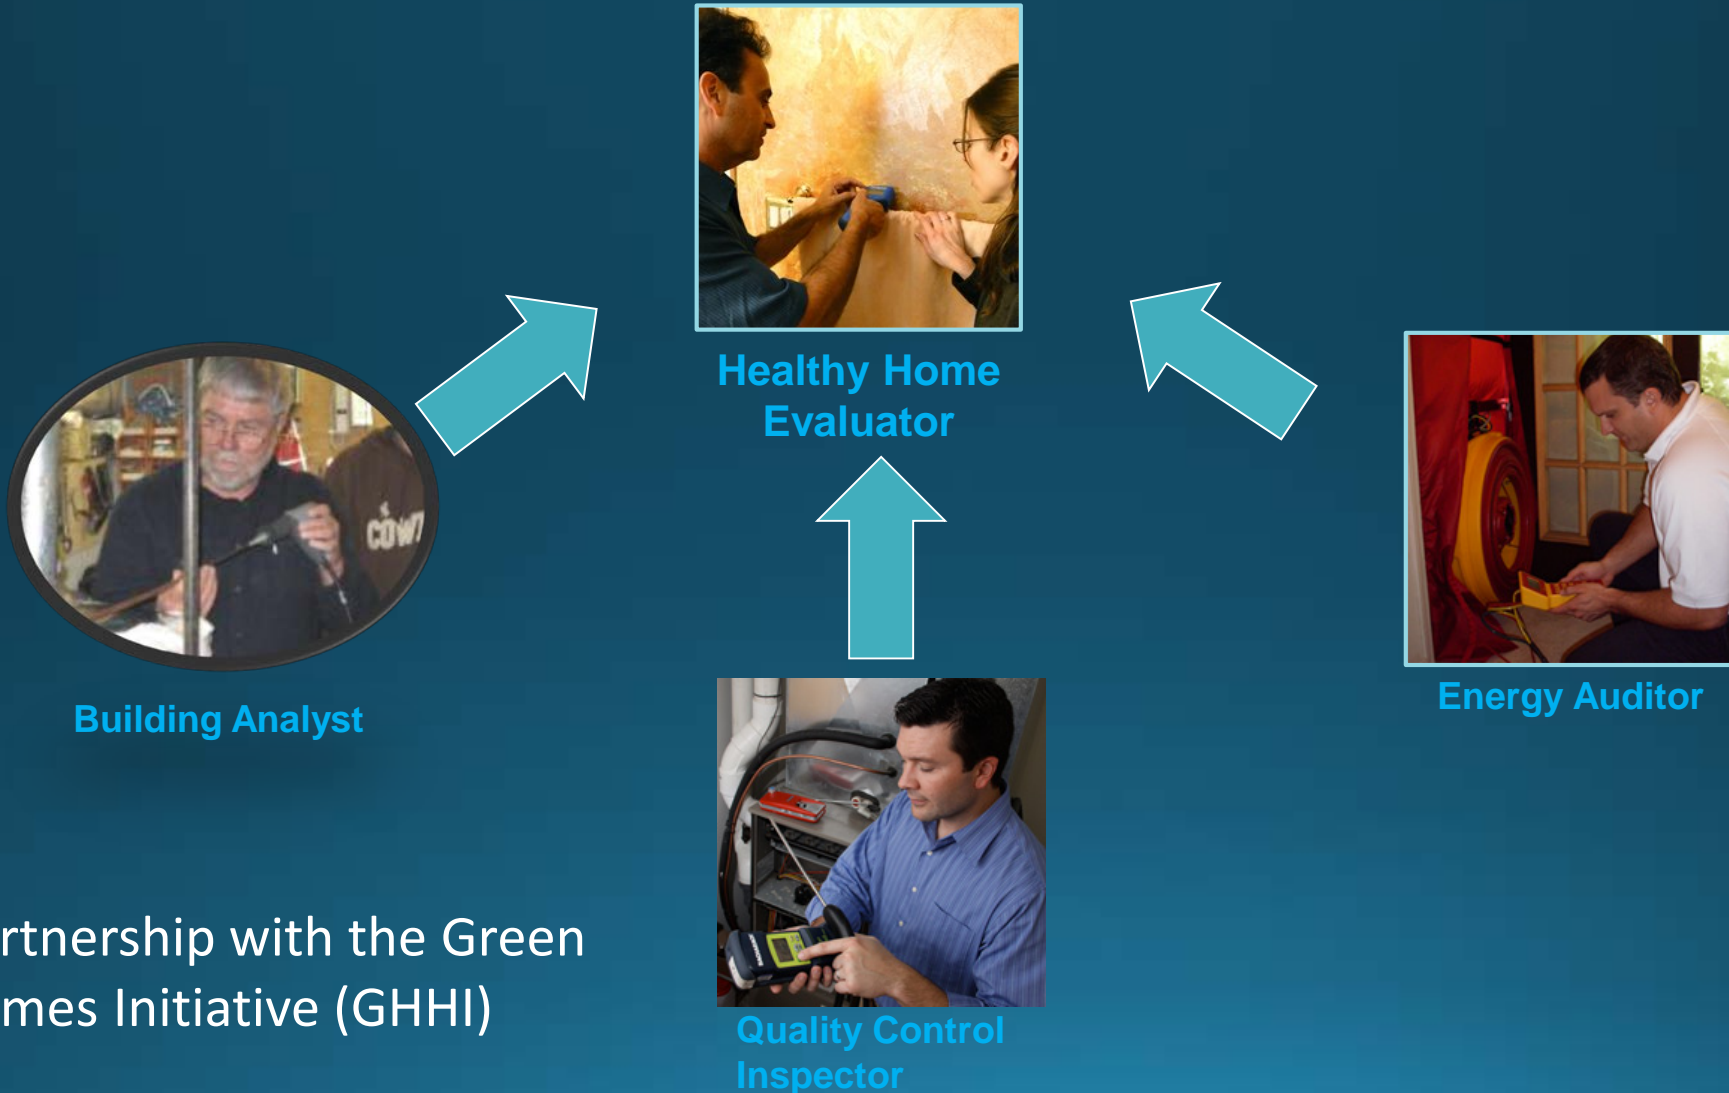 Healthy Home
Evaluator
Building Analyst
Energy Auditor
rtnership with the Green
mes Initiative (GHHI)
Quality Control
Inspector